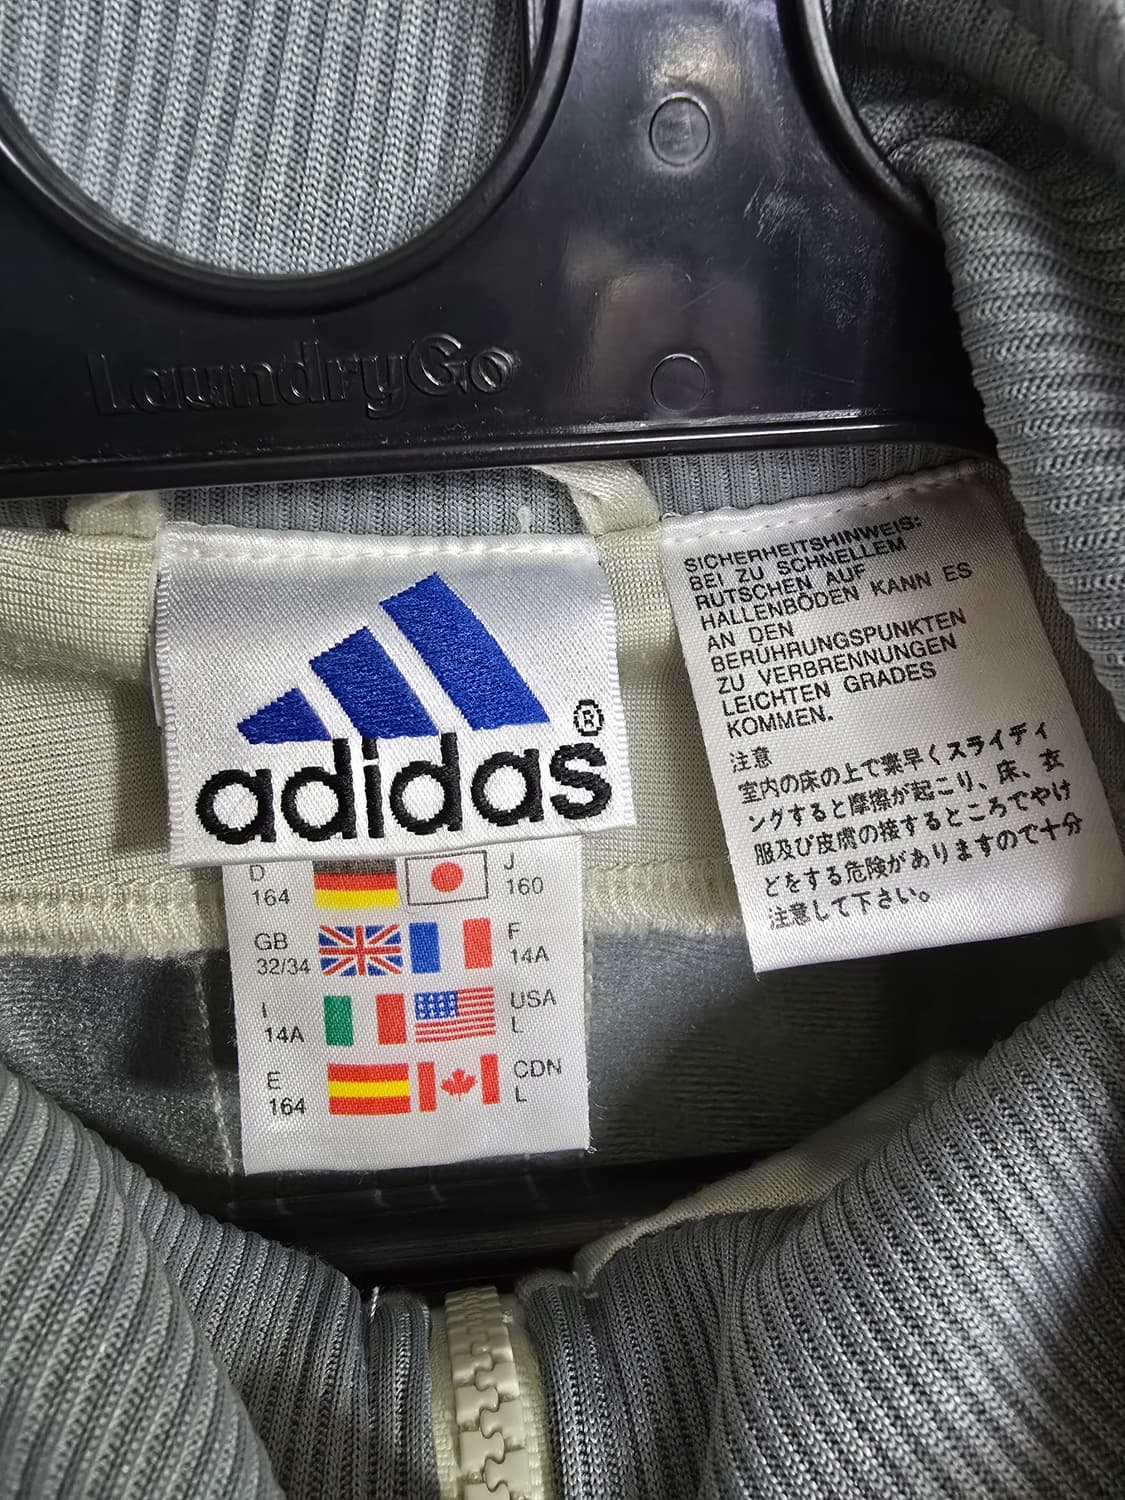 LaundryGo
adidas®
D
164
J
160
GB
32/34
F
14A
I
14A
USA
L
E
164
CDN
L
SICHERHEITSHINWEIS:
BEI ZU SCHNELLEM
RUTSCHEN AUF
HALLENBÖDEN KANN ES
AN DEN
BERÜHRUNGSPUNKTEN
ZU VERBRENNUNGEN
LEICHTEN GRADES
KOMMEN.
注意
室内の床の上で素早くスライディ
ングすると摩擦が起こり、床、衣
服及び皮膚の接するところでやけ
どをする危険がありますので十分
注意して下さい。